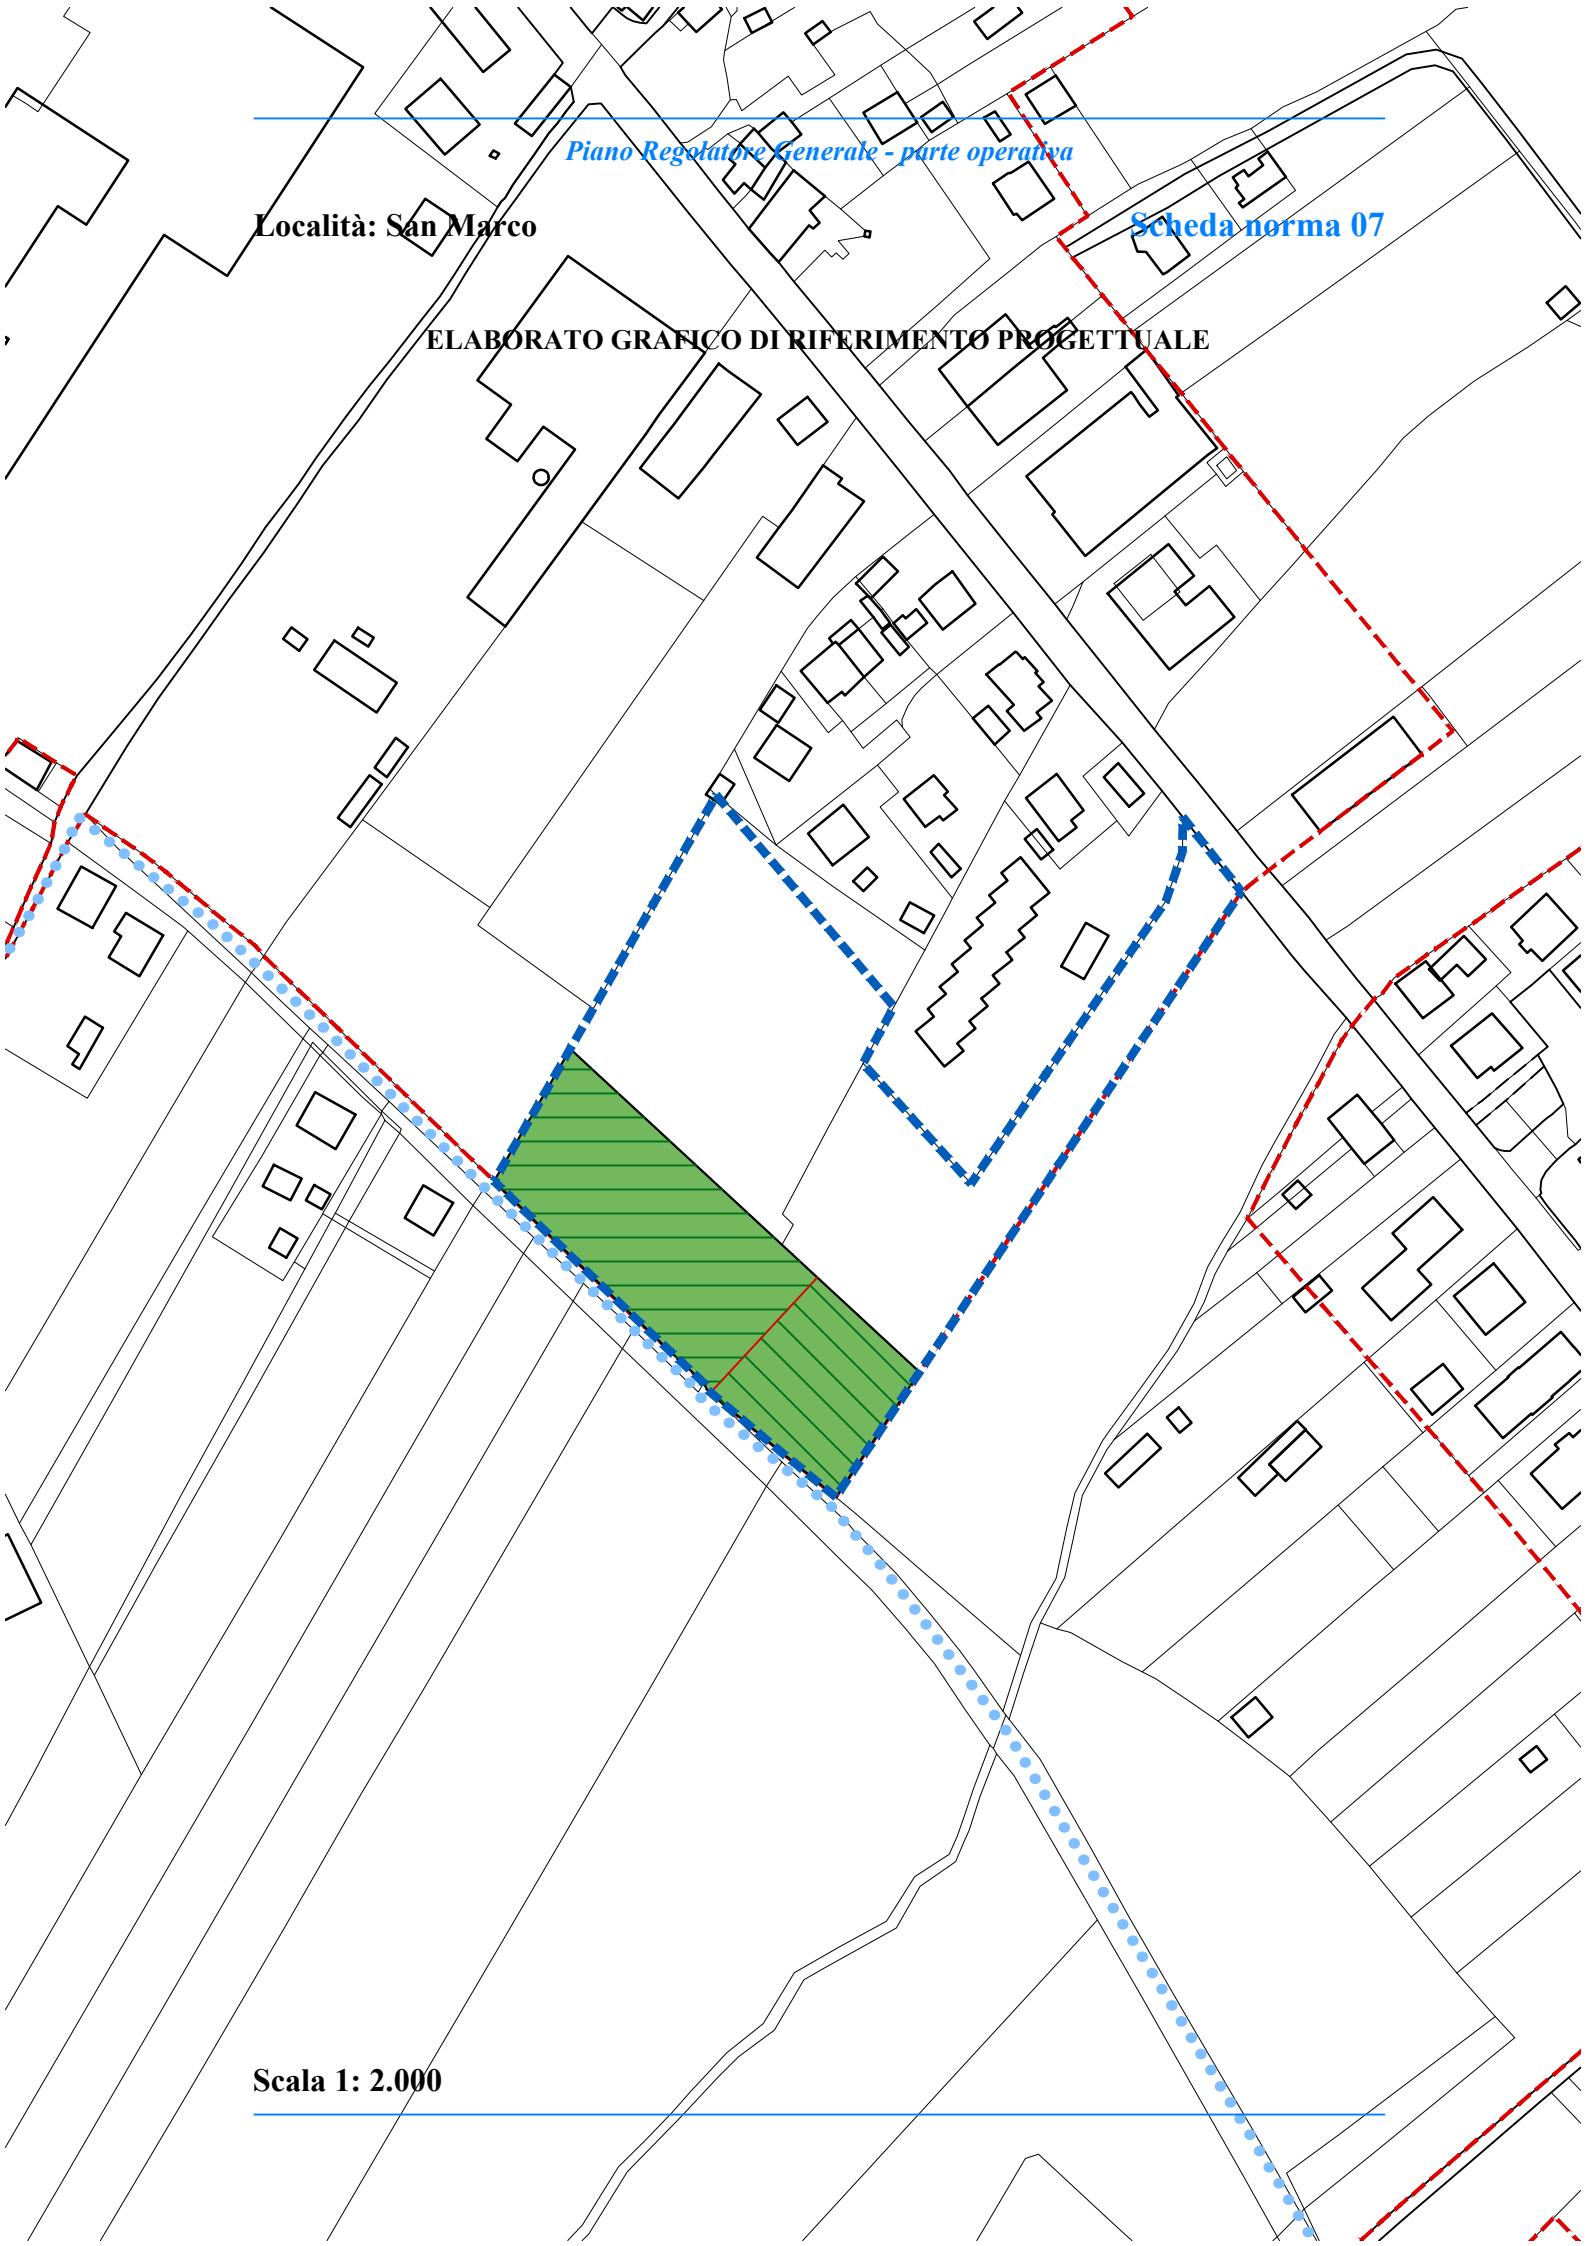 Piano Regolatore Generale - parte operativa
Località: San Marco Scheda norma 07
ELABORATO GRAFICO DI RIFERIMENTO PROGETTUALE
Scala 1: 2.000